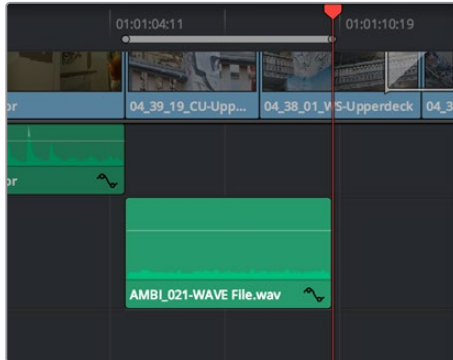 01:01:04:11
01:01:10:19
or
04_39_19_CU-Upp...
04_38_01_WS-Upperdeck
04_3
or
AMBI_021-WAVE File.wav